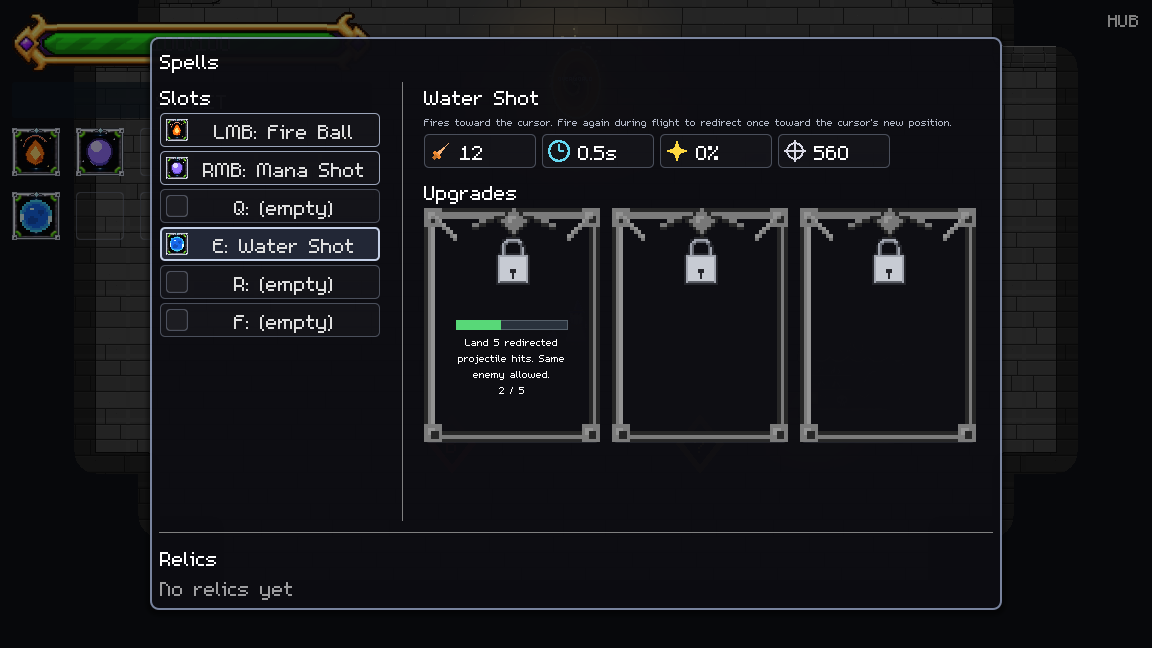 HUB
Spells
Slots
LMB: Fire Ball
RMB: Mana Shot
Q: (empty)
E: Water Shot
R: (empty)
F: (empty)
Water Shot
Fires toward the cursor. Fire again during flight to redirect once toward the cursor's new position.
12
0.5s
0%
560
Upgrades
Land 5 redirected
projectile hits. Same
enemy allowed.
2 / 5
Relics
No relics yet